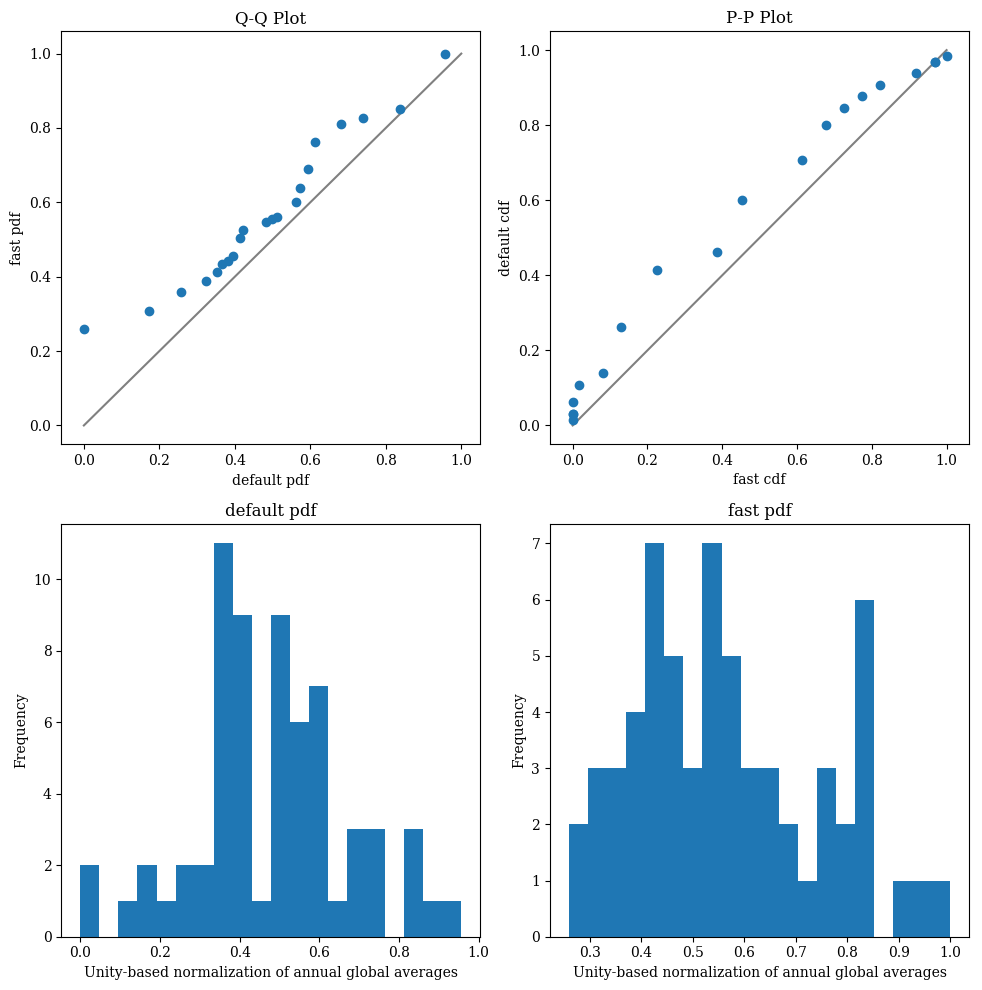 Q-Q Plot
1.0
0.8
0.6
0.4
0.2
0.0
fast pdf
0.0 0.2 0.4 0.6 0.8 1.0
default pdf
P-P Plot
1.0
0.8
0.6
0.4
0.2
0.0
default cdf
0.0 0.2 0.4 0.6 0.8 1.0
fast cdf
default pdf
10
8
6
4
2
0
Frequency
0.0 0.2 0.4 0.6 0.8 1.0
Unity-based normalization of annual global averages
fast pdf
7
6
5
4
3
2
1
0
Frequency
0.3 0.4 0.5 0.6 0.7 0.8 0.9 1.0
Unity-based normalization of annual global averages